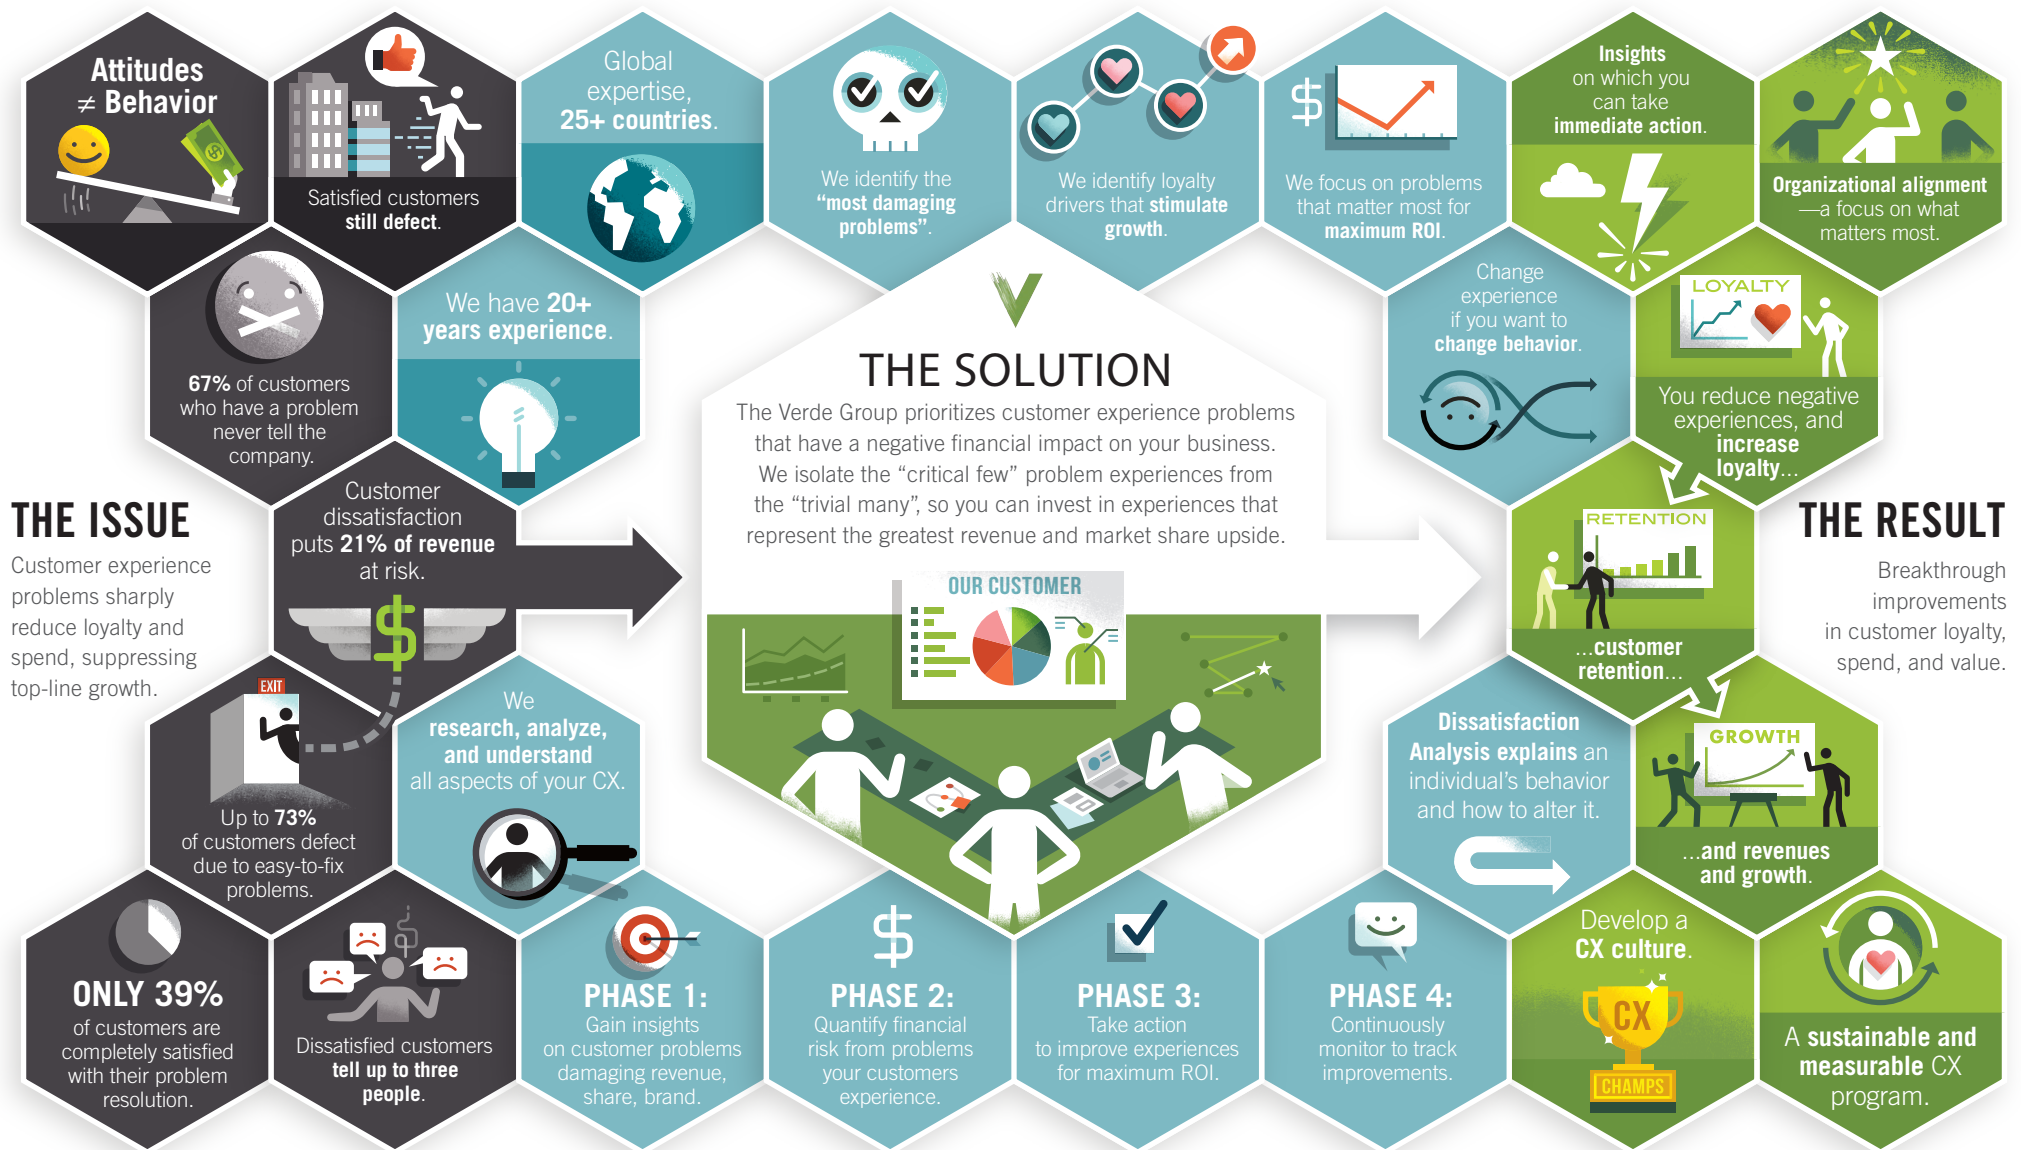 Attitudes
≠ Behavior
Satisfied customers
still defect.
Global
expertise,
25+ countries.
We identify the
“most damaging
problems”.
We identify loyalty
drivers that stimulate
growth.
$
We focus on problems
that matter most for
maximum ROI.
Insights
on which you
can take
immediate action.
Organizational alignment
—a focus on what
matters most.
67% of customers
who have a problem
never tell the
company.
We have 20+
years experience.
Change
experience
if you want to
change behavior.
LOYALTY
You reduce negative
experiences, and
increase
loyalty...
THE ISSUE
Customer experience
problems sharply
reduce loyalty and
spend, suppressing
top-line growth.
Customer
dissatisfaction
puts 21% of revenue
at risk.
$
THE SOLUTION
The Verde Group prioritizes customer experience problems
that have a negative financial impact on your business.
We isolate the “critical few” problem experiences from
the “trivial many”, so you can invest in experiences that
represent the greatest revenue and market share upside.
OUR CUSTOMER
RETENTION
...customer
retention...
THE RESULT
Breakthrough
improvements
in customer loyalty,
spend, and value.
EXIT
Up to 73%
of customers defect
due to easy-to-fix
problems.
We
research, analyze,
and understand
all aspects of your CX.
Dissatisfaction
Analysis explains an
individual’s behavior
and how to alter it.
GROWTH
...and revenues
and growth.
ONLY 39%
of customers are
completely satisfied
with their problem
resolution.
Dissatisfied customers
tell up to three
people.
PHASE 1:
Gain insights
on customer problems
damaging revenue,
share, brand.
$
PHASE 2:
Quantify financial
risk from problems
your customers
experience.
PHASE 3:
Take action
to improve experiences
for maximum ROI.
PHASE 4:
Continuously
monitor to track
improvements.
Develop a
CX culture.
CX
CHAMPS
A sustainable and
measurable CX
program.